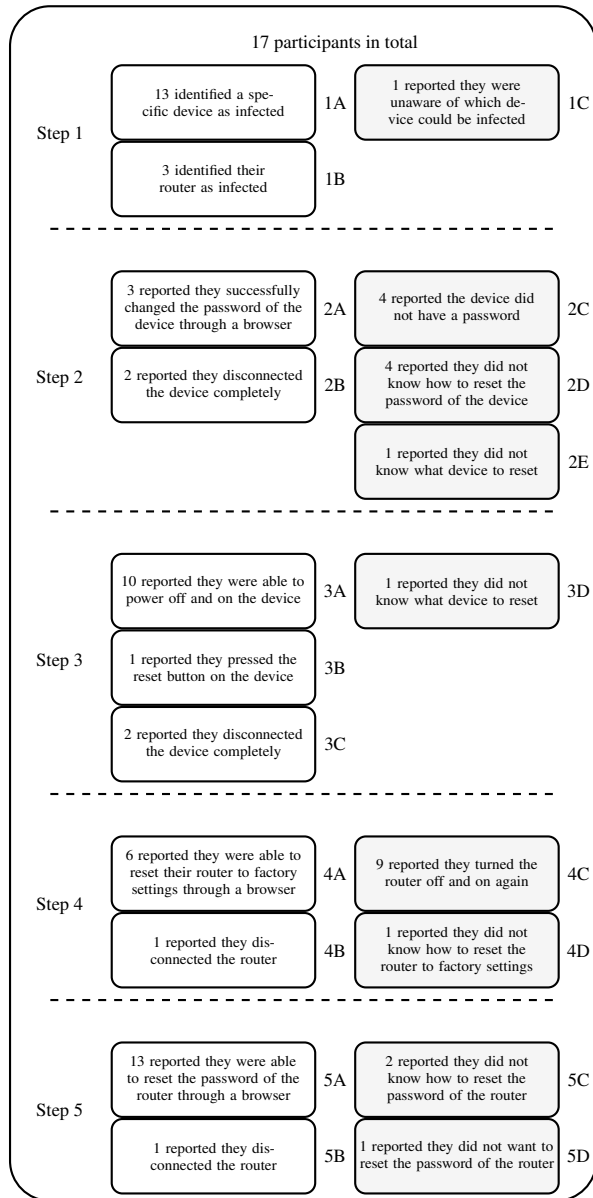 17 participants in total
Step 1
13 identified a spe-
cific device as infected
1A
1 reported they were
unaware of which de-
vice could be infected
1C
3 identified their
router as infected
1B
Step 2
3 reported they successfully
changed the password of the
device through a browser
2A
4 reported the device did
not have a password
2C
2 reported they disconnected
the device completely
2B
4 reported they did not
know how to reset the
password of the device
2D
1 reported they did not
know what device to reset
2E
Step 3
10 reported they were able to
power off and on the device
3A
1 reported they did not
know what device to reset
3D
1 reported they pressed the
reset button on the device
3B
2 reported they disconnected
the device completely
3C
Step 4
6 reported they were able to
reset their router to factory
settings through a browser
4A
9 reported they turned the
router off and on again
4C
1 reported they dis-
connected the router
4B
1 reported they did not
know how to reset the
router to factory settings
4D
Step 5
13 reported they were able
to reset the password of the
router through a browser
5A
2 reported they did not
know how to reset the
password of the router
5C
1 reported they dis-
connected the router
5B
1 reported they did not want to
reset the password of the router
5D